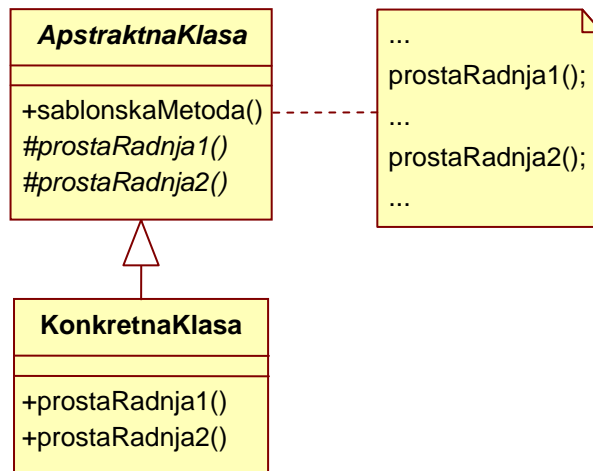 ApstraktnaKlasa
+sablonskaMetoda()
#prostaRadnja1()
#prostaRadnja2()
...
prostaRadnja1();
...
prostaRadnja2();
...
KonkretnaKlasa
+prostaRadnja1()
+prostaRadnja2()